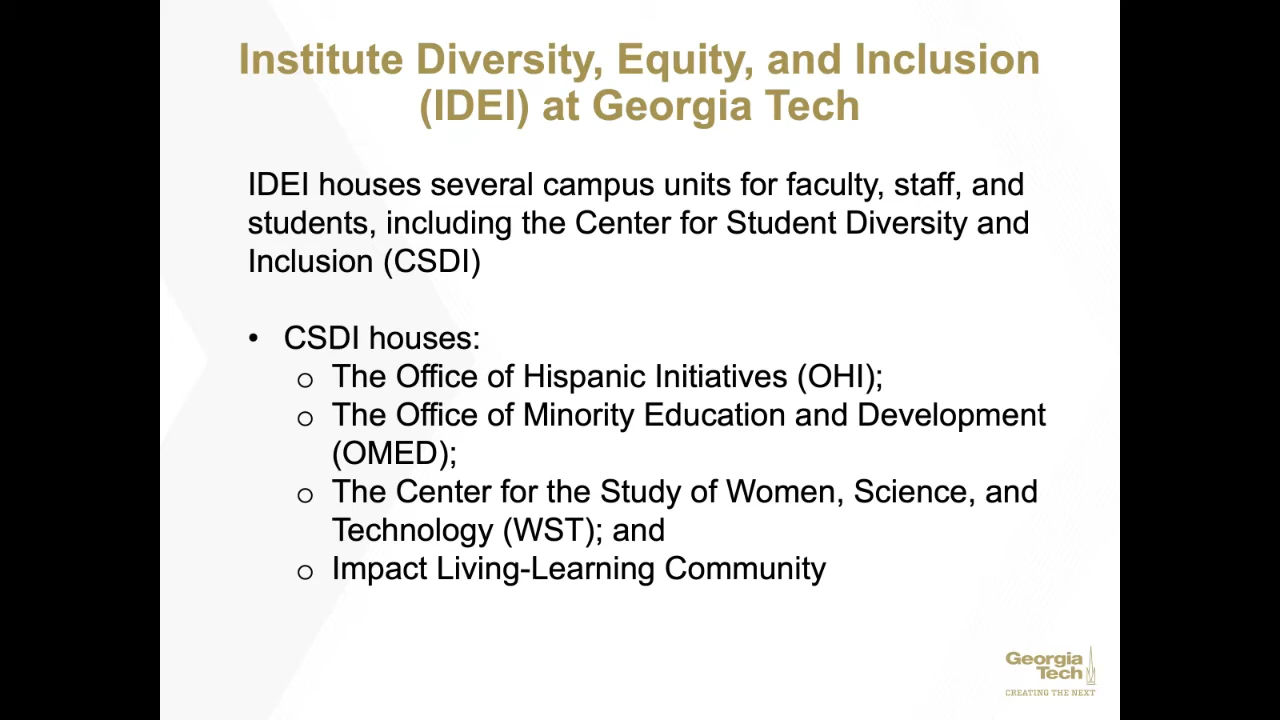 Institute Diversity, Equity, and Inclusion
(IDEI) at Georgia Tech
IDEI houses several campus units for faculty, staff, and
students, including the Center for Student Diversity and
Inclusion (CSDI)
• CSDI houses:
o The Office of Hispanic Initiatives (OHI);
o The Office of Minority Education and Development
(OMED);
o The Center for the Study of Women, Science, and
Technology (WST); and
o Impact Living-Learning Community
Georgia
Tech
CREATING THE NEXT